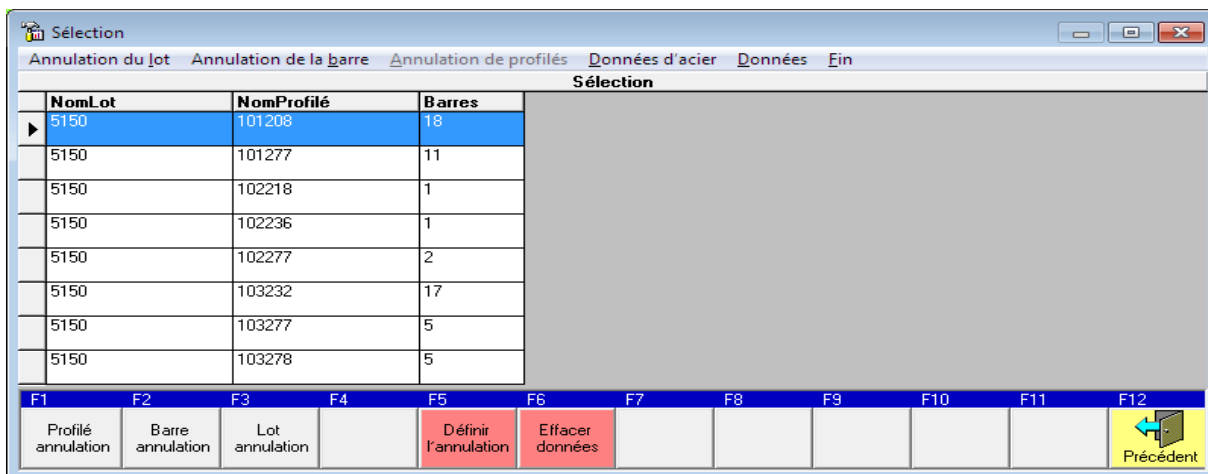 Sélection
Annulation du lot Annulation de la barre Annulation de profilés Données d'acier Données Fin
Sélection
NomLot NomProfilé Barres
5150 101208 18
5150 101277 11
5150 102218 1
5150 102236 1
5150 102277 2
5150 103232 17
5150 103277 5
5150 103278 5
F1 F2 F3 F4 F5 F6 F7 F8 F9 F10 F11 F12
Profilé Barre Lot Définir Effacer
annulation annulation annulation l'annulation données
Précédent